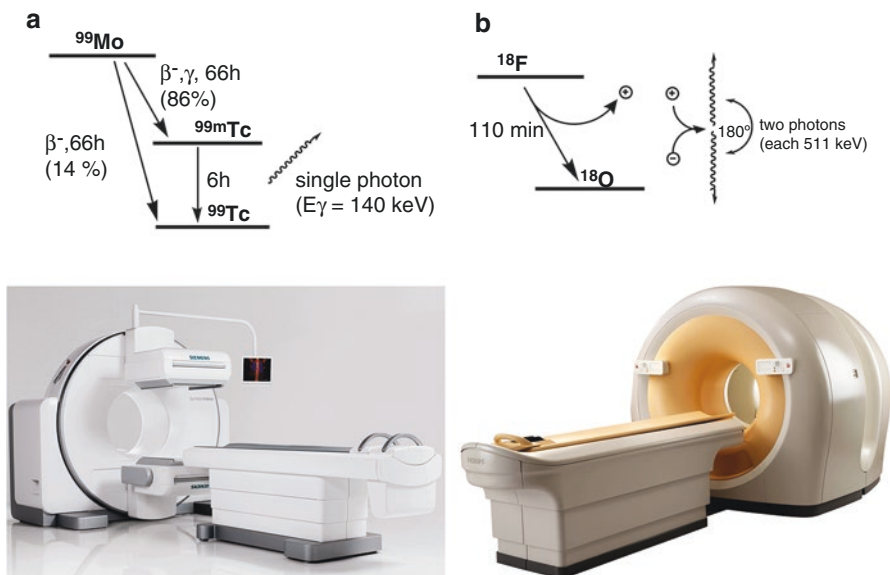 a
⁹⁹Mo
β⁻,γ, 66h
(86%)
⁹⁹ᵐTc
β⁻,66h
(14 %)
6h
single photon
(Eγ = 140 keV)
⁹⁹Tc
b
¹⁸F
110 min
¹⁸O
⊕
⊕
⊖
180°
two photons
(each 511 keV)
SIEMENS
SIEMENS